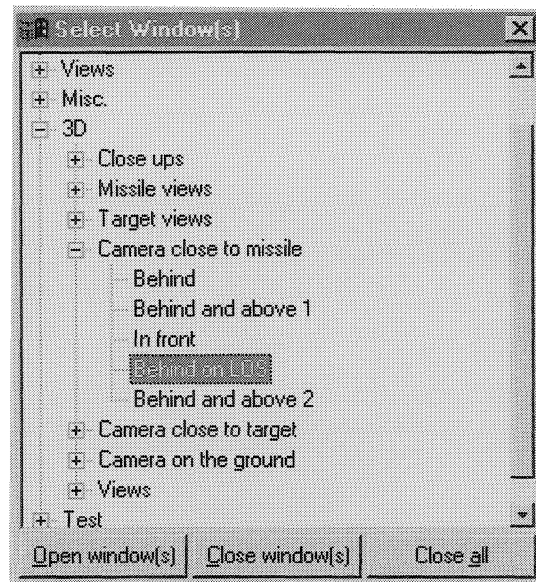 Select Window(s)
Views
Misc.
3D
Close ups
Missile views
Target views
Camera close to missile
Behind
Behind and above 1
In front
Behind on LOS
Behind and above 2
Camera close to target
Camera on the ground
Views
Test
Open window(s) Close window(s) Close all